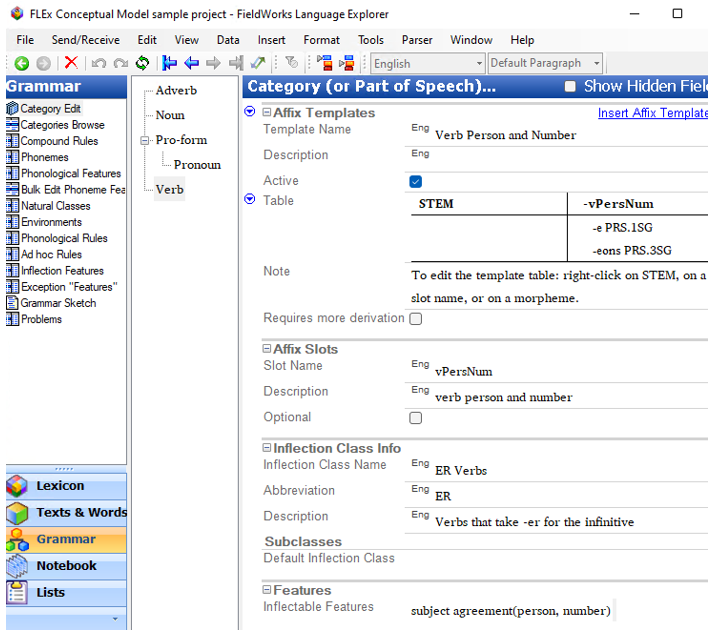 FLEx Conceptual Model sample project - FieldWorks Language Explorer
File Send/Receive Edit View Data Insert Format Tools Parser Window Help
English Default Paragraph
Grammar
Category Edit
Categories Browse
Compound Rules
Phonemes
Phonological Features
Bulk Edit Phoneme Fea
Natural Classes
Environments
Phonological Rules
Ad hoc Rules
Inflection Features
Exception "Features"
Grammar Sketch
Problems
Lexicon
Texts & Words
Grammar
Notebook
Lists
Adverb
Noun
Pro-form
Pronoun
Verb
Category (or Part of Speech)... Show Hidden Fiel
Affix Templates Insert Affix Template
Template Name Eng Verb Person and Number
Description Eng
Active
Table STEM -vPersNum
-e PRS.1SG
-eons PRS.3SG
Note To edit the template table: right-click on STEM, on a
slot name, or on a morpheme.
Requires more derivation
Affix Slots
Slot Name Eng vPersNum
Description Eng verb person and number
Optional
Inflection Class Info
Inflection Class Name Eng ER Verbs
Abbreviation Eng ER
Description Eng Verbs that take -er for the infinitive
Subclasses
Default Inflection Class
Features
Inflectable Features subject agreement(person, number)